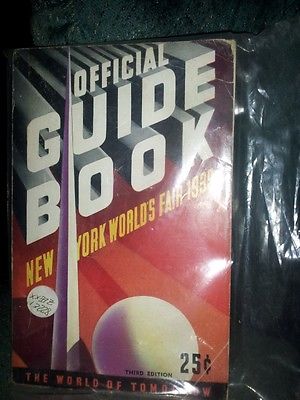 OFFICIAL
GUIDE
BOOK
NEW YORK WORLD'S FAIR 1939
THIRD EDITION
25¢
THE WORLD OF TOMORROW